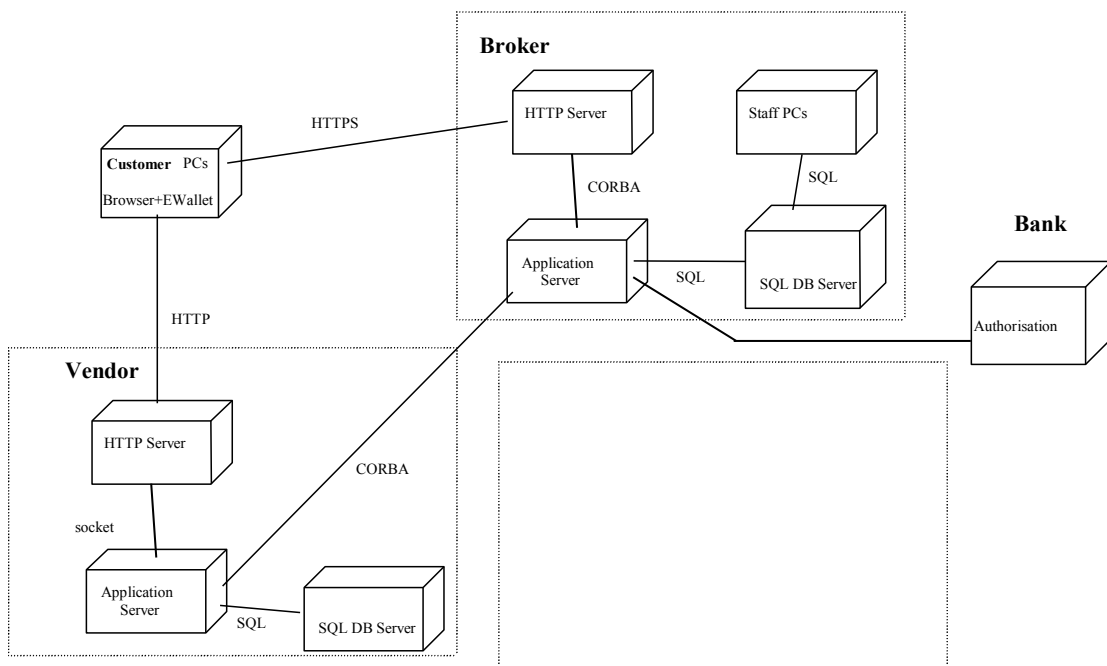 Broker
HTTP Server
Staff PCs
HTTPS
Customer PCs
Browser+EWallet
CORBA
SQL
Bank
Application
Server
SQL
SQL DB Server
Authorisation
HTTP
Vendor
HTTP Server
CORBA
socket
Application
Server
SQL
SQL DB Server